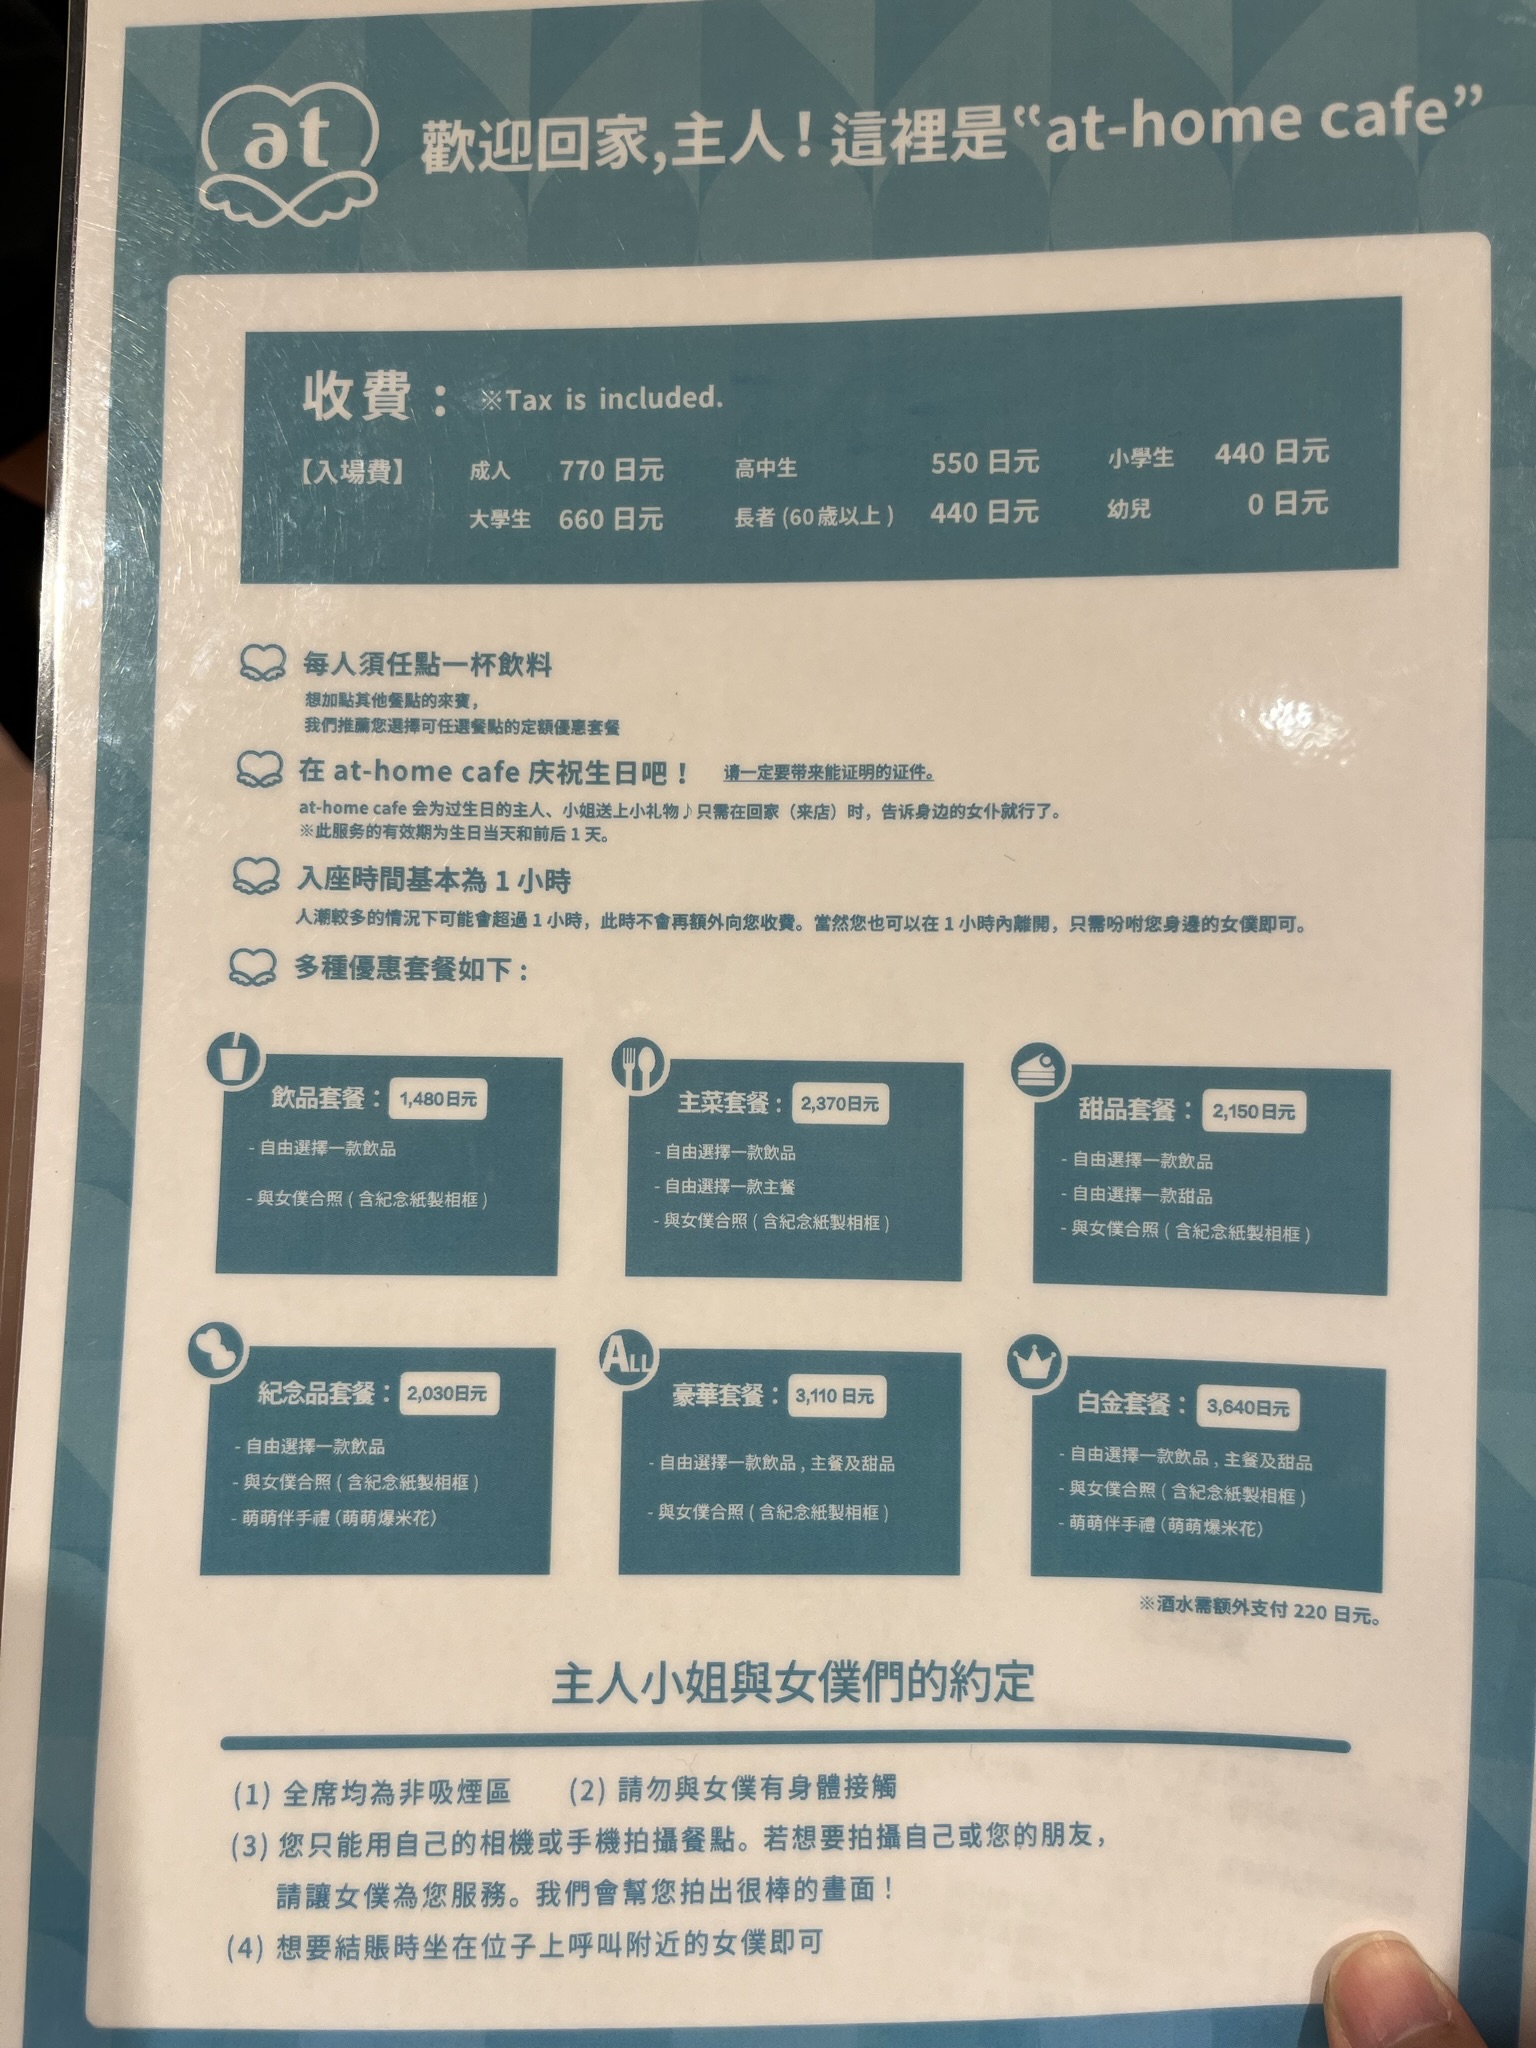 at
歡迎回家,主人！這裡是“at-home cafe”
收費： ※Tax is included.
【入場費】 成人 770 日元 高中生 550 日元 小學生 440 日元
大學生 660 日元 長者 (60歲以上) 440 日元 幼兒 0 日元
每人須任點一杯飲料
想加點其他餐點的來賓，
我們推薦您選擇可任選餐點的定額優惠套餐
在 at-home cafe 庆祝生日吧！ 请一定要带来能证明的证件。
at-home cafe 会为过生日的主人、小姐送上小礼物♪只需在回家（来店）时，告诉身边的女仆就行了。
※此服务的有效期为生日当天和前后 1 天。
入座時間基本為 1 小時
人潮較多的情況下可能會超過 1 小時，此時不會再額外向您收費。當然您也可以在 1 小時內離開，只需吩咐您身邊的女僕即可。
多種優惠套餐如下：
飲品套餐： 1,480日元
- 自由選擇一款飲品
- 與女僕合照 ( 含紀念紙製相框 )
主菜套餐： 2,370日元
- 自由選擇一款飲品
- 自由選擇一款主餐
- 與女僕合照 ( 含紀念紙製相框 )
甜品套餐： 2,150日元
- 自由選擇一款飲品
- 自由選擇一款甜品
- 與女僕合照 ( 含紀念紙製相框 )
紀念品套餐： 2,030日元
- 自由選擇一款飲品
- 與女僕合照 ( 含紀念紙製相框 )
- 萌萌伴手禮（萌萌爆米花）
ALL
豪華套餐： 3,110 日元
- 自由選擇一款飲品 , 主餐及甜品
- 與女僕合照 ( 含紀念紙製相框 )
白金套餐： 3,640日元
- 自由選擇一款飲品 , 主餐及甜品
- 與女僕合照 ( 含紀念紙製相框 )
- 萌萌伴手禮（萌萌爆米花）
※酒水需额外支付 220 日元。
主人小姐與女僕們的約定
(1) 全席均為非吸煙區 (2) 請勿與女僕有身體接觸
(3) 您只能用自己的相機或手機拍攝餐點。若想要拍攝自己或您的朋友，
請讓女僕為您服務。我們會幫您拍出很棒的畫面！
(4) 想要結賬時坐在位子上呼叫附近的女僕即可